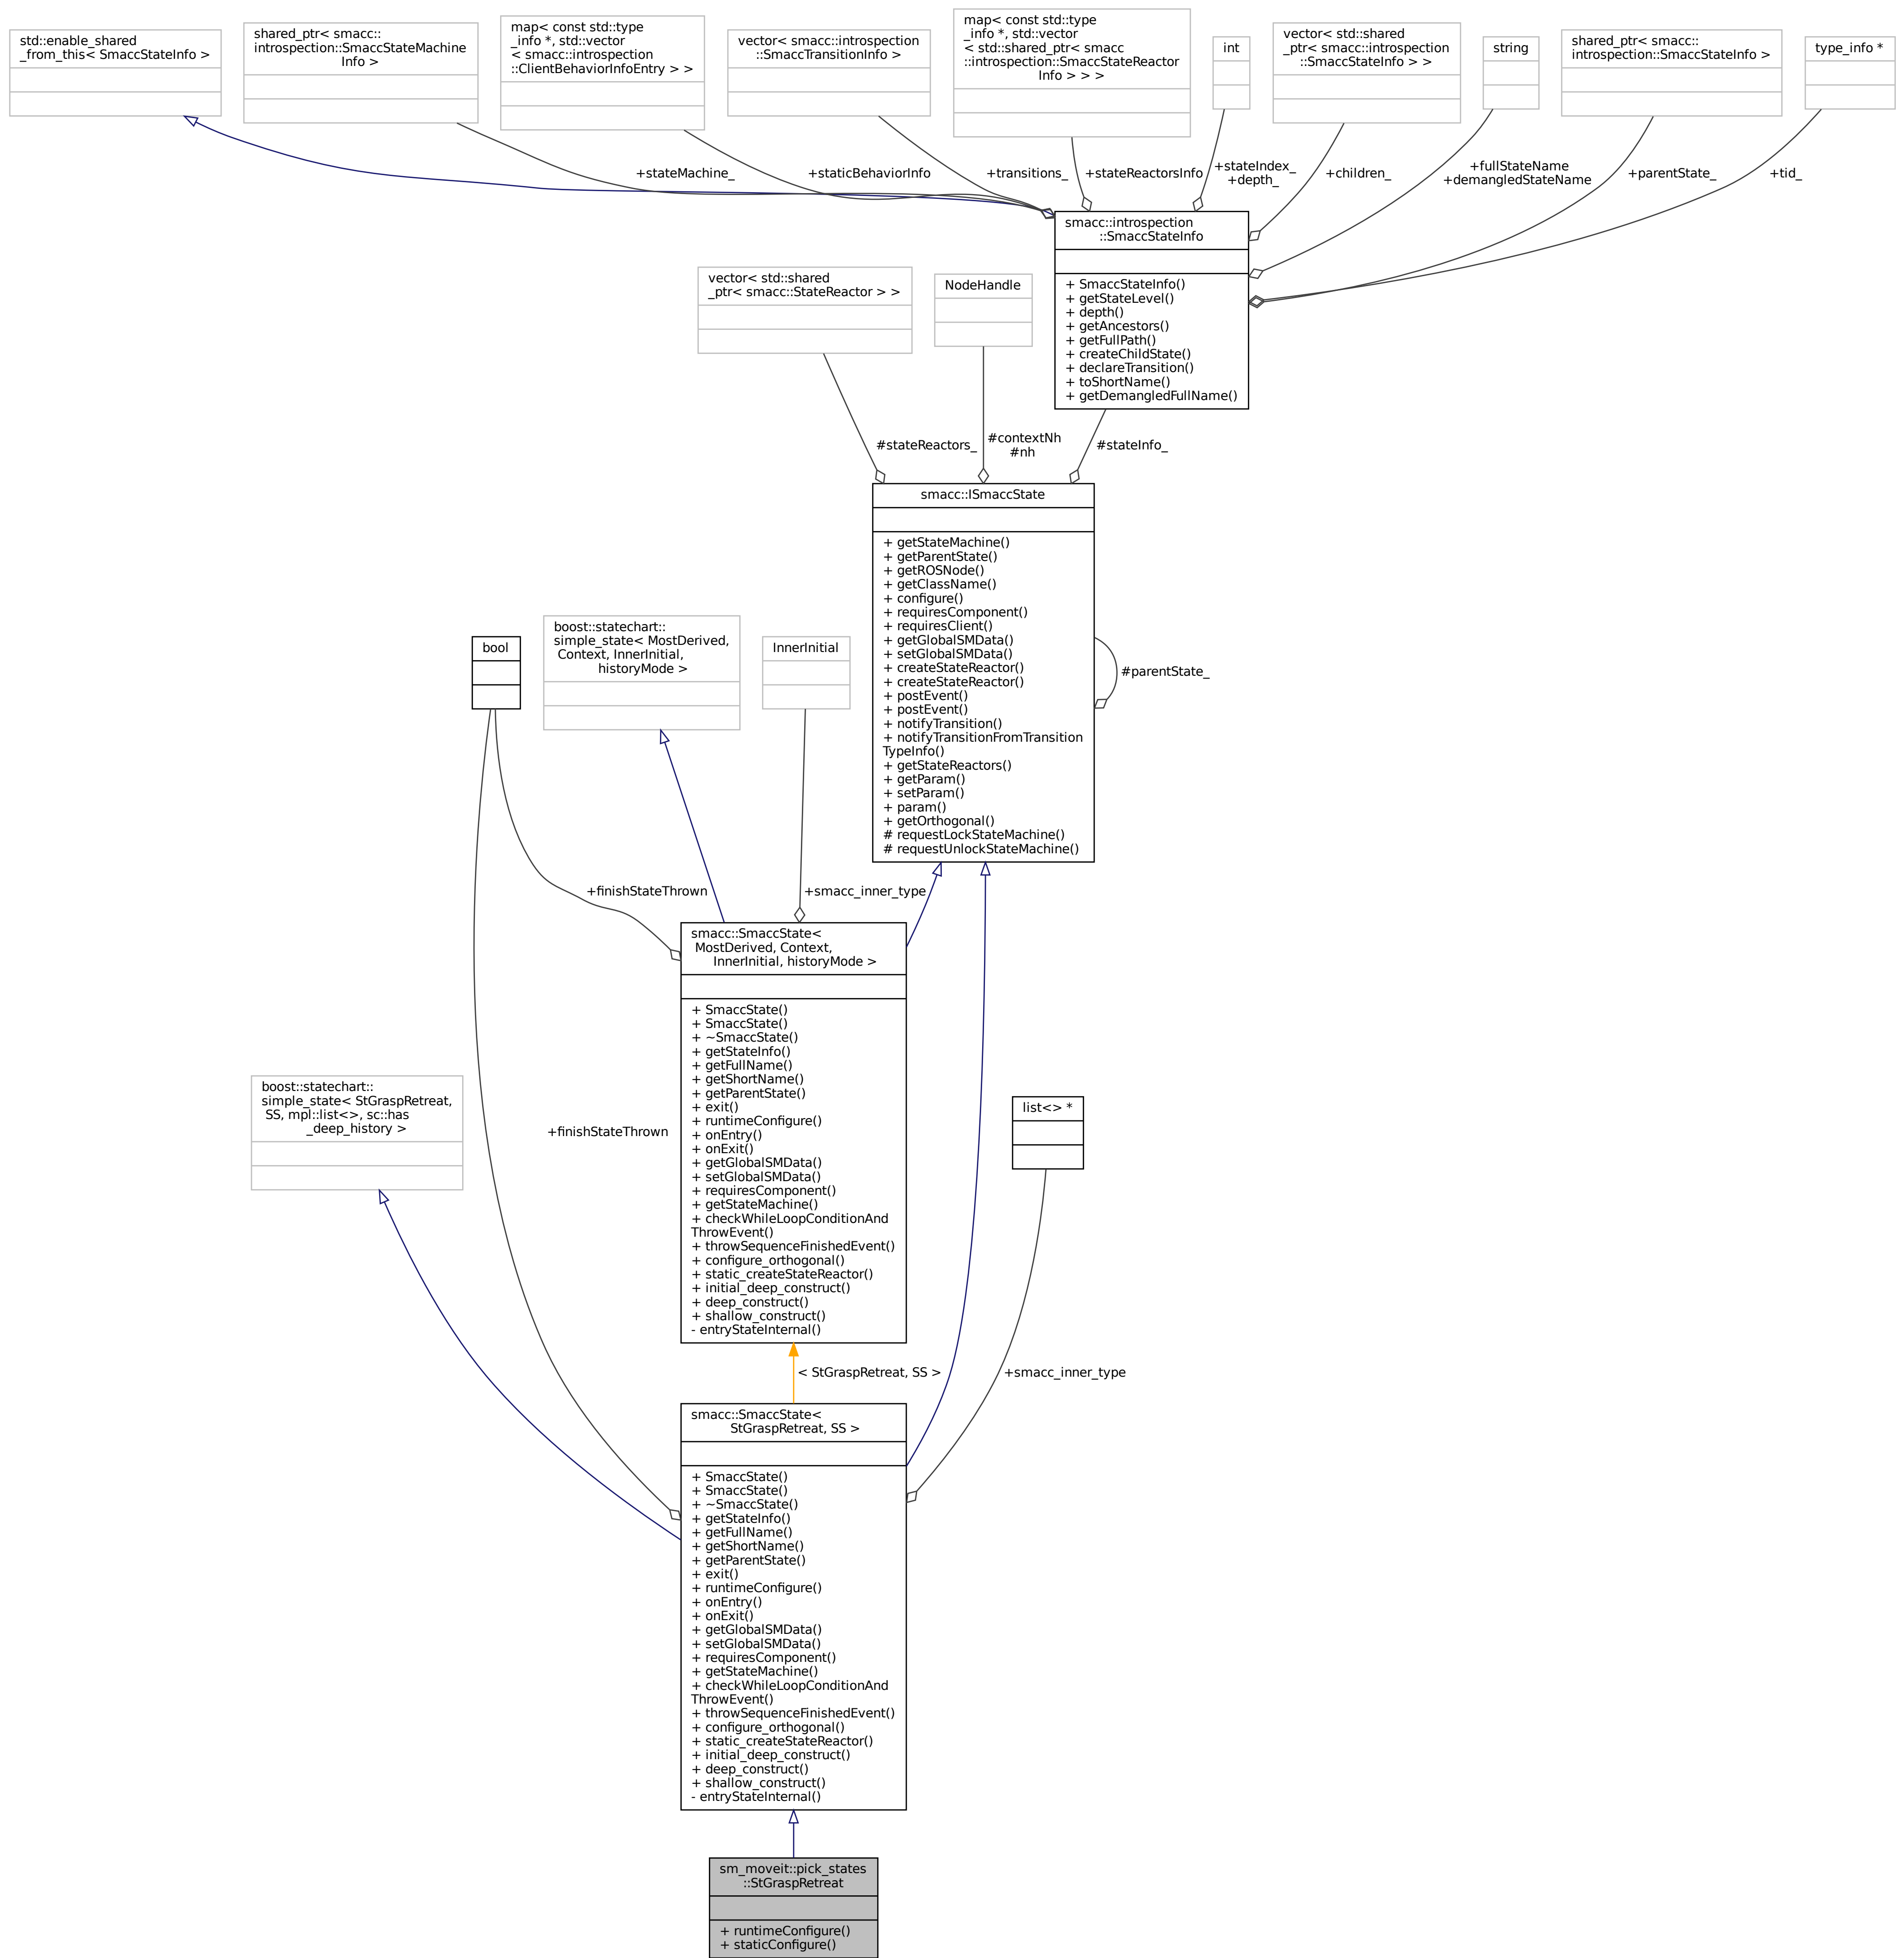 std::enable_shared
_from_this< SmaccStateInfo >
shared_ptr< smacc::
introspection::SmaccStateMachine
Info >
map< const std::type
_info *, std::vector
< smacc::introspection
::ClientBehaviorInfoEntry > >
vector< smacc::introspection
::SmaccTransitionInfo >
map< const std::type
_info *, std::vector
< std::shared_ptr< smacc
::introspection::SmaccStateReactor
Info > > >
int
vector< std::shared
_ptr< smacc::introspection
::SmaccStateInfo > >
string
shared_ptr< smacc::
introspection::SmaccStateInfo >
type_info *
+stateMachine_
+staticBehaviorInfo
+transitions_
+stateReactorsInfo
+stateIndex_
+depth_
+children_
+fullStateName
+demangledStateName
+parentState_
+tid_
smacc::introspection
::SmaccStateInfo
+ SmaccStateInfo()
+ getStateLevel()
+ depth()
+ getAncestors()
+ getFullPath()
+ createChildState()
+ declareTransition()
+ toShortName()
+ getDemangledFullName()
vector< std::shared
_ptr< smacc::StateReactor > >
NodeHandle
#stateReactors_
#contextNh
#nh
#stateInfo_
smacc::ISmaccState
+ getStateMachine()
+ getParentState()
+ getROSNode()
+ getClassName()
+ configure()
+ requiresComponent()
+ requiresClient()
+ getGlobalSMData()
+ setGlobalSMData()
+ createStateReactor()
+ createStateReactor()
+ postEvent()
+ postEvent()
+ notifyTransition()
+ notifyTransitionFromTransition
TypeInfo()
+ getStateReactors()
+ getParam()
+ setParam()
+ param()
+ getOrthogonal()
# requestLockStateMachine()
# requestUnlockStateMachine()
#parentState_
bool
boost::statechart::
simple_state< MostDerived,
Context, InnerInitial,
historyMode >
InnerInitial
+finishStateThrown
+smacc_inner_type
smacc::SmaccState<
MostDerived, Context,
InnerInitial, historyMode >
+ SmaccState()
+ SmaccState()
+ ~SmaccState()
+ getStateInfo()
+ getFullName()
+ getShortName()
+ getParentState()
+ exit()
+ runtimeConfigure()
+ onEntry()
+ onExit()
+ getGlobalSMData()
+ setGlobalSMData()
+ requiresComponent()
+ getStateMachine()
+ checkWhileLoopConditionAnd
ThrowEvent()
+ throwSequenceFinishedEvent()
+ configure_orthogonal()
+ static_createStateReactor()
+ initial_deep_construct()
+ deep_construct()
+ shallow_construct()
- entryStateInternal()
boost::statechart::
simple_state< StGraspRetreat,
SS, mpl::list<>, sc::has
_deep_history >
+finishStateThrown
list<> *
< StGraspRetreat, SS >
+smacc_inner_type
smacc::SmaccState<
StGraspRetreat, SS >
+ SmaccState()
+ SmaccState()
+ ~SmaccState()
+ getStateInfo()
+ getFullName()
+ getShortName()
+ getParentState()
+ exit()
+ runtimeConfigure()
+ onEntry()
+ onExit()
+ getGlobalSMData()
+ setGlobalSMData()
+ requiresComponent()
+ getStateMachine()
+ checkWhileLoopConditionAnd
ThrowEvent()
+ throwSequenceFinishedEvent()
+ configure_orthogonal()
+ static_createStateReactor()
+ initial_deep_construct()
+ deep_construct()
+ shallow_construct()
- entryStateInternal()
sm_moveit::pick_states
::StGraspRetreat
+ runtimeConfigure()
+ staticConfigure()